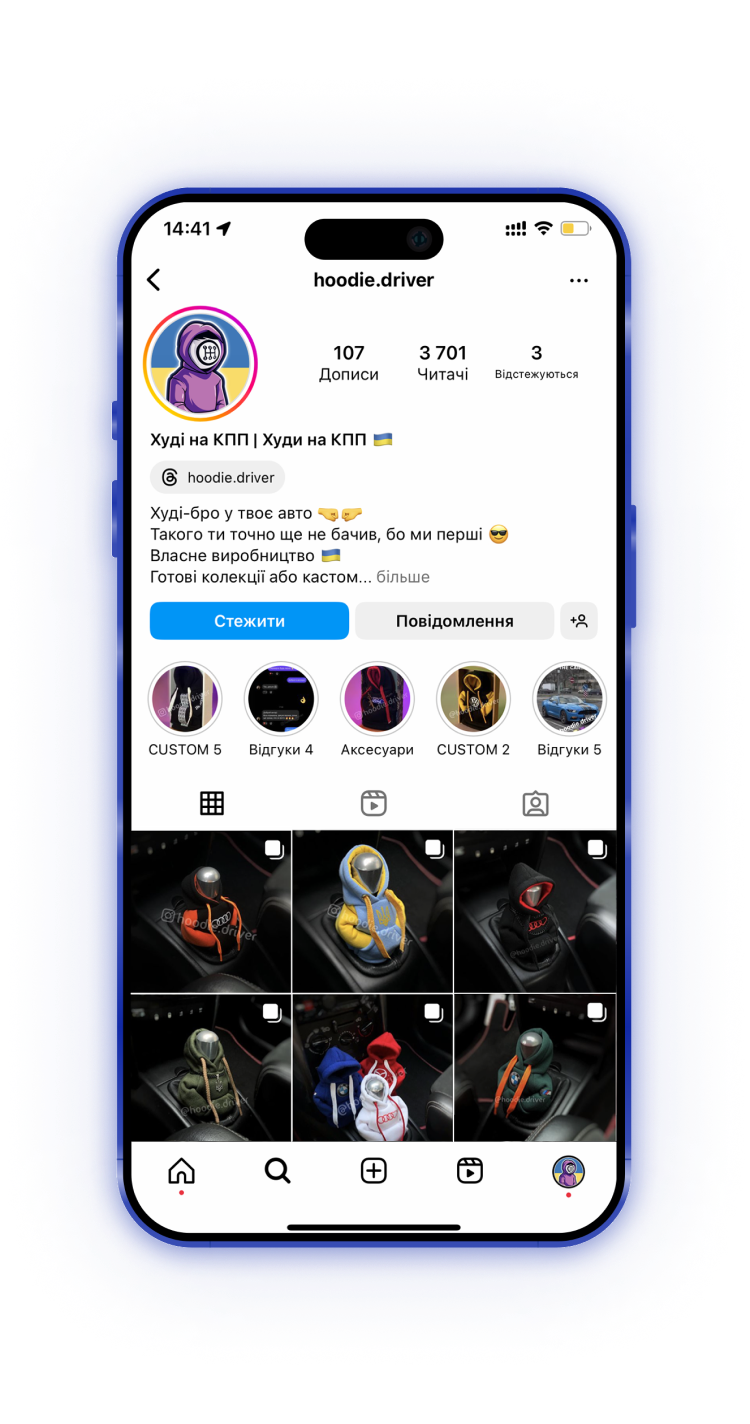 14:41
hoodie.driver
107
Дописи
3 701
Читачі
3
Відстежуються
Худі на КПП | Худи на КПП 🇺🇦
hoodie.driver
Худі-бро у твоє авто 🤜🤛
Такого ти точно ще не бачив, бо ми перші 😎
Власне виробництво 🇺🇦
Готові колекції або кастом... більше
Стежити
Повідомлення
CUSTOM 5
Відгуки 4
Аксесуари
CUSTOM 2
Відгуки 5
hoodie.driver
@hoodie.driver
@hoodie.driver
@hoodie.driver